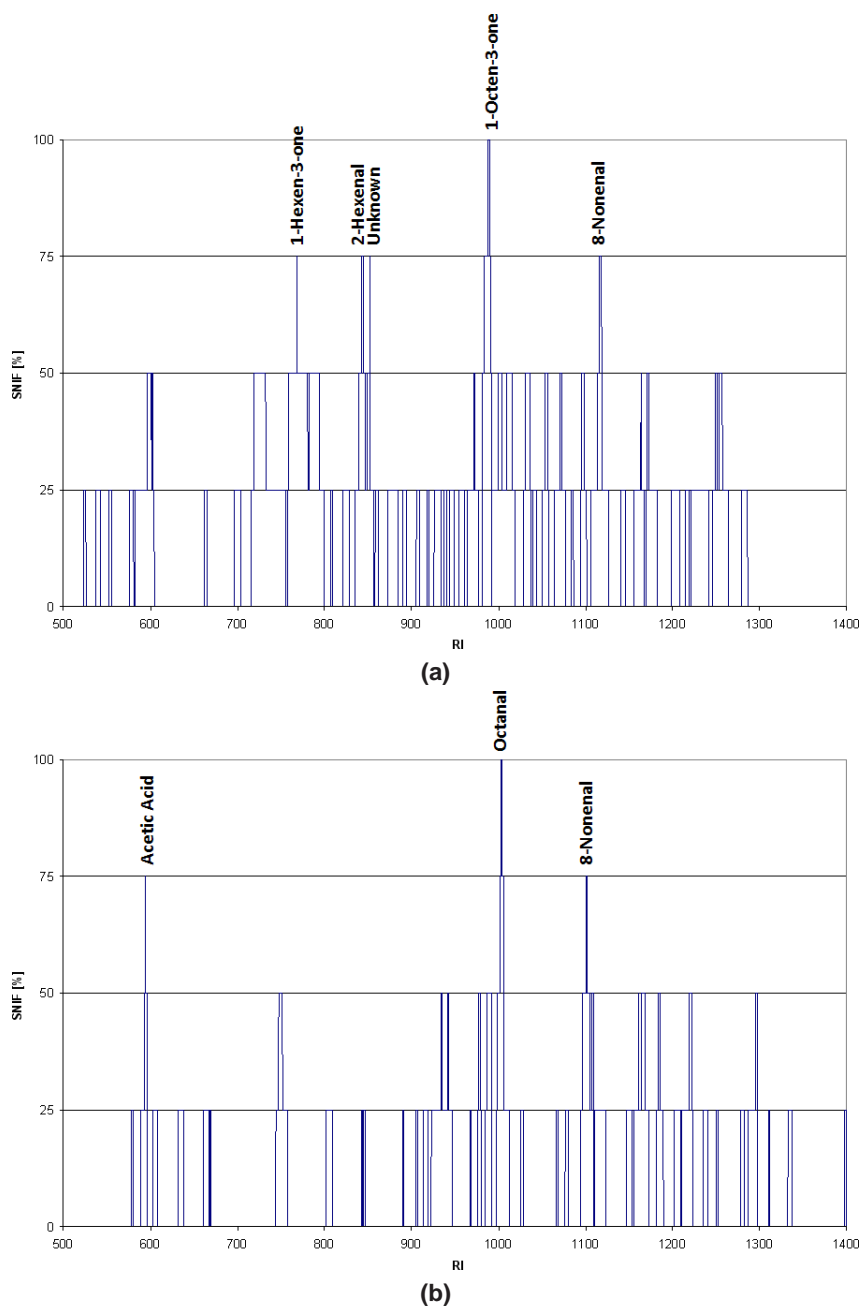 1-Octen-3-one
1-Hexen-3-one
2-Hexenal
Unknown
8-Nonenal
100
75
50
25
0
SNIF [%]
500 600 700 800 900 1000 1100 1200 1300 1400
RI
(a)
Octanal
Acetic Acid
8-Nonenal
100
75
50
25
0
SNIF [%]
500 600 700 800 900 1000 1100 1200 1300 1400
RI
(b)